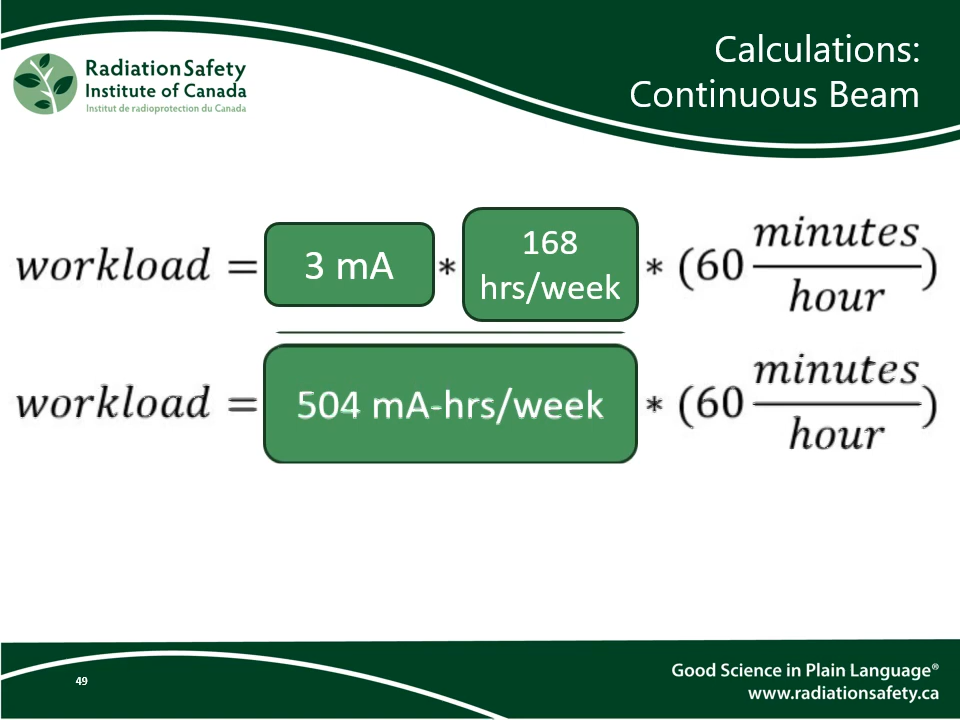 Radiation Safety
Institute of Canada
Institut de radioprotection du Canada
Calculations:
Continuous Beam
workload = 3 mA * 168 hrs/week * (60 minutes/hour)
workload = 504 mA-hrs/week * (60 minutes/hour)
49
Good Science in Plain Language®
www.radiationsafety.ca